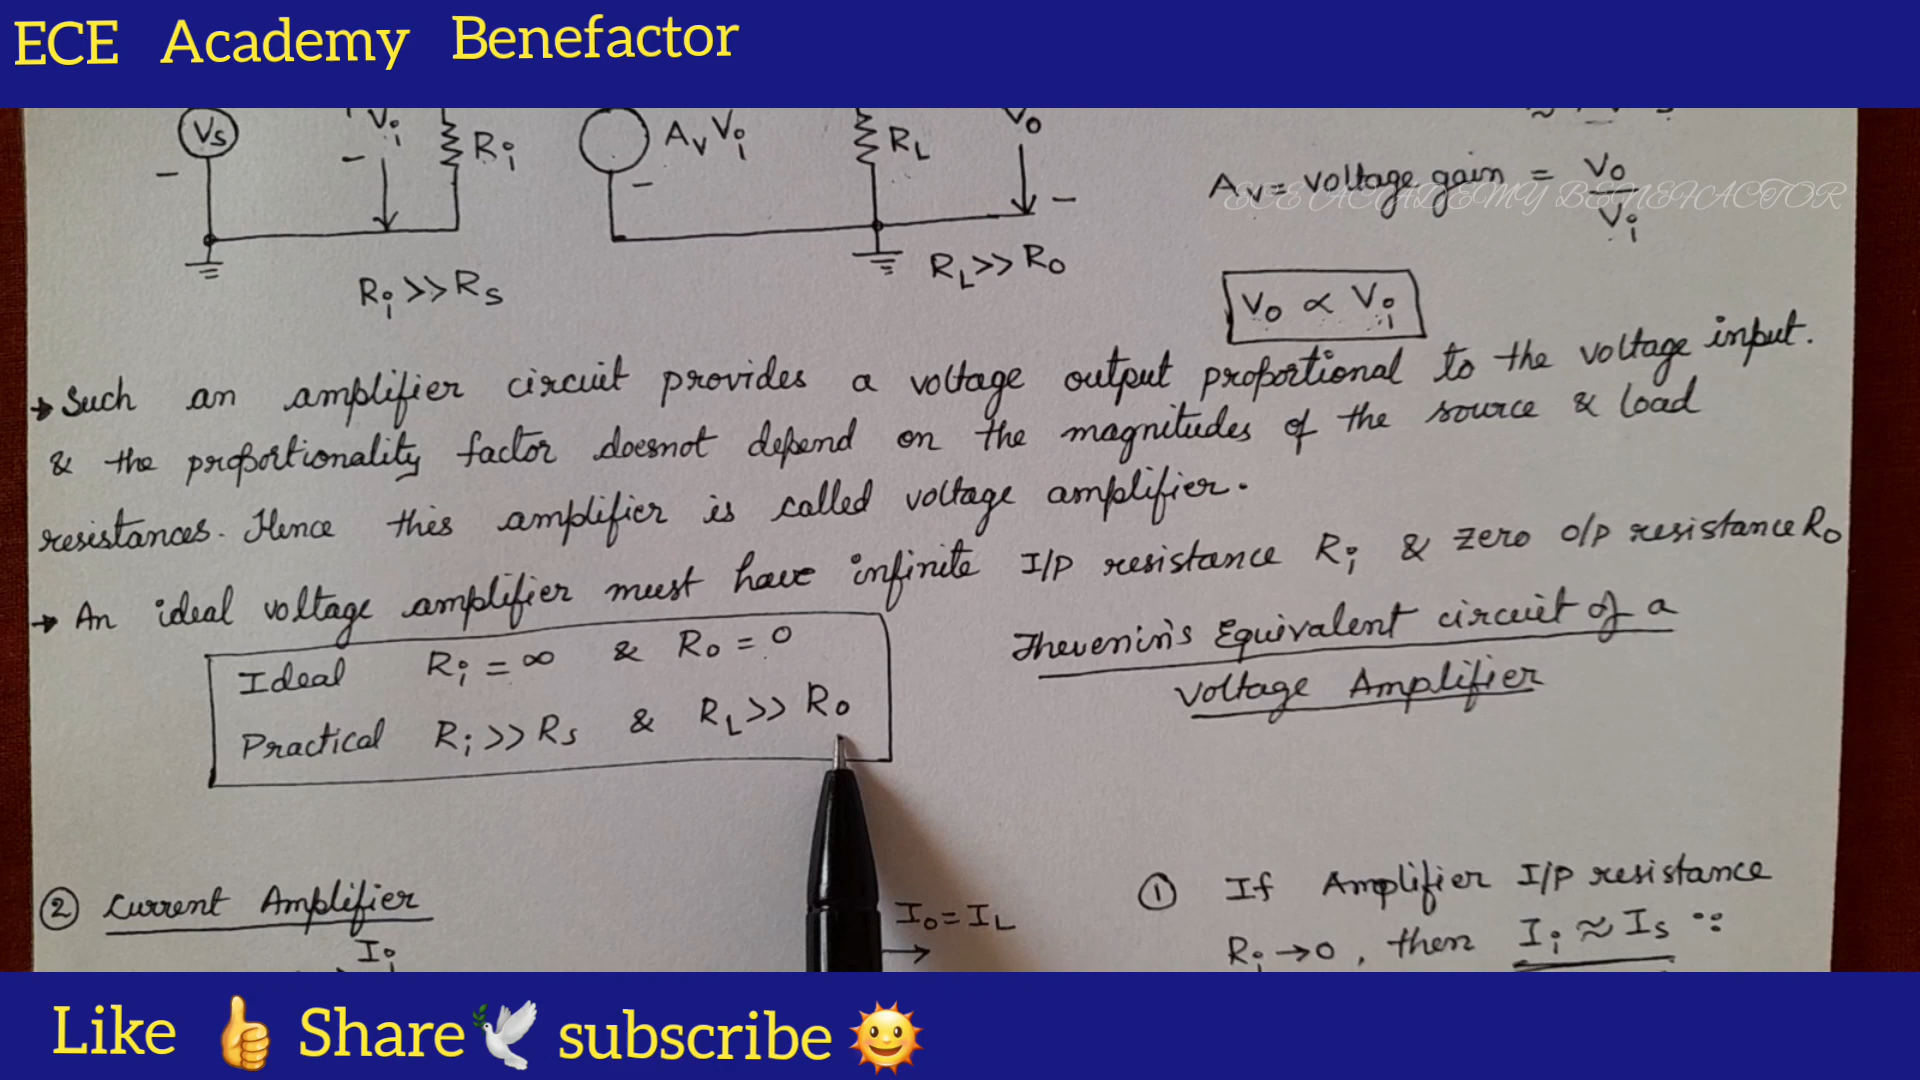 ECE Academy Benefactor
Vs
Vi
Ri
Av Vi
RL
Vo
Av = voltage gain = Vo
Vi
ECE ACADEMY BENEFACTOR
Ri >> Rs
RL >> Ro
Vo ∝ Vi
→ Such an amplifier circuit provides a voltage output proportional to the voltage input.
& the proportionality factor doesnot depend on the magnitudes of the source & load
resistances. Hence this amplifier is called voltage amplifier.
→ An ideal voltage amplifier must have infinite I/P resistance Ri & zero o/p resistance Ro
Ideal Ri = ∞ & Ro = 0
Practical Ri >> Rs & RL >> Ro
Thevenin's Equivalent circuit of a
Voltage Amplifier
② Current Amplifier
Ii
Io = IL
① If Amplifier I/p resistance
Ri → 0, then Ii ≈ Is ∵
Like 👍 Share 🕊 subscribe 🌞